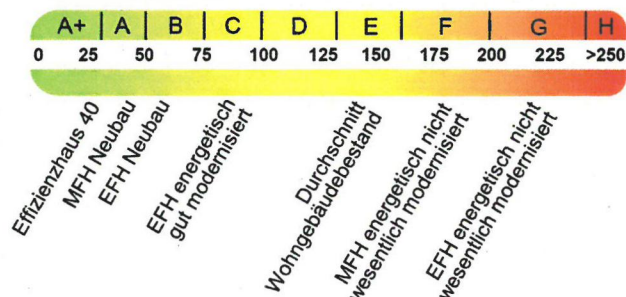 A+ A B C D E F G H
0 25 50 75 100 125 150 175 200 225 >250
Effizienzhaus 40
MFH Neubau
EFH Neubau
EFH energetisch
gut modernisiert
Durchschnitt
Wohngebäudebestand
MFH energetisch nicht
wesentlich modernisiert
EFH energetisch nicht
wesentlich modernisiert